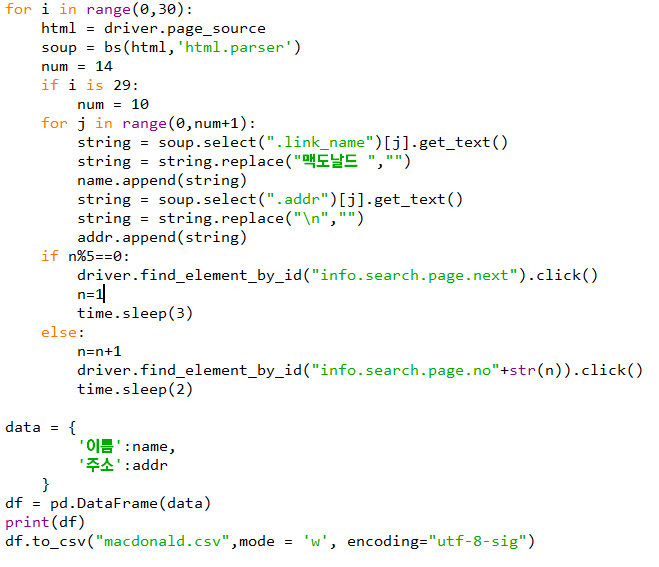 for i in range(0,30):
    html = driver.page_source
    soup = bs(html,'html.parser')
    num = 14
    if i is 29:
        num = 10
    for j in range(0,num+1):
        string = soup.select(".link_name")[j].get_text()
        string = string.replace("맥도날드 ","")
        name.append(string)
        string = soup.select(".addr")[j].get_text()
        string = string.replace("\n","")
        addr.append(string)
    if n%5==0:
        driver.find_element_by_id("info.search.page.next").click()
        n=1
        time.sleep(3)
    else:
        n=n+1
        driver.find_element_by_id("info.search.page.no"+str(n)).click()
        time.sleep(2)

data = {
        '이름':name,
        '주소':addr
    }
df = pd.DataFrame(data)
print(df)
df.to_csv("macdonald.csv",mode = 'w', encoding="utf-8-sig")